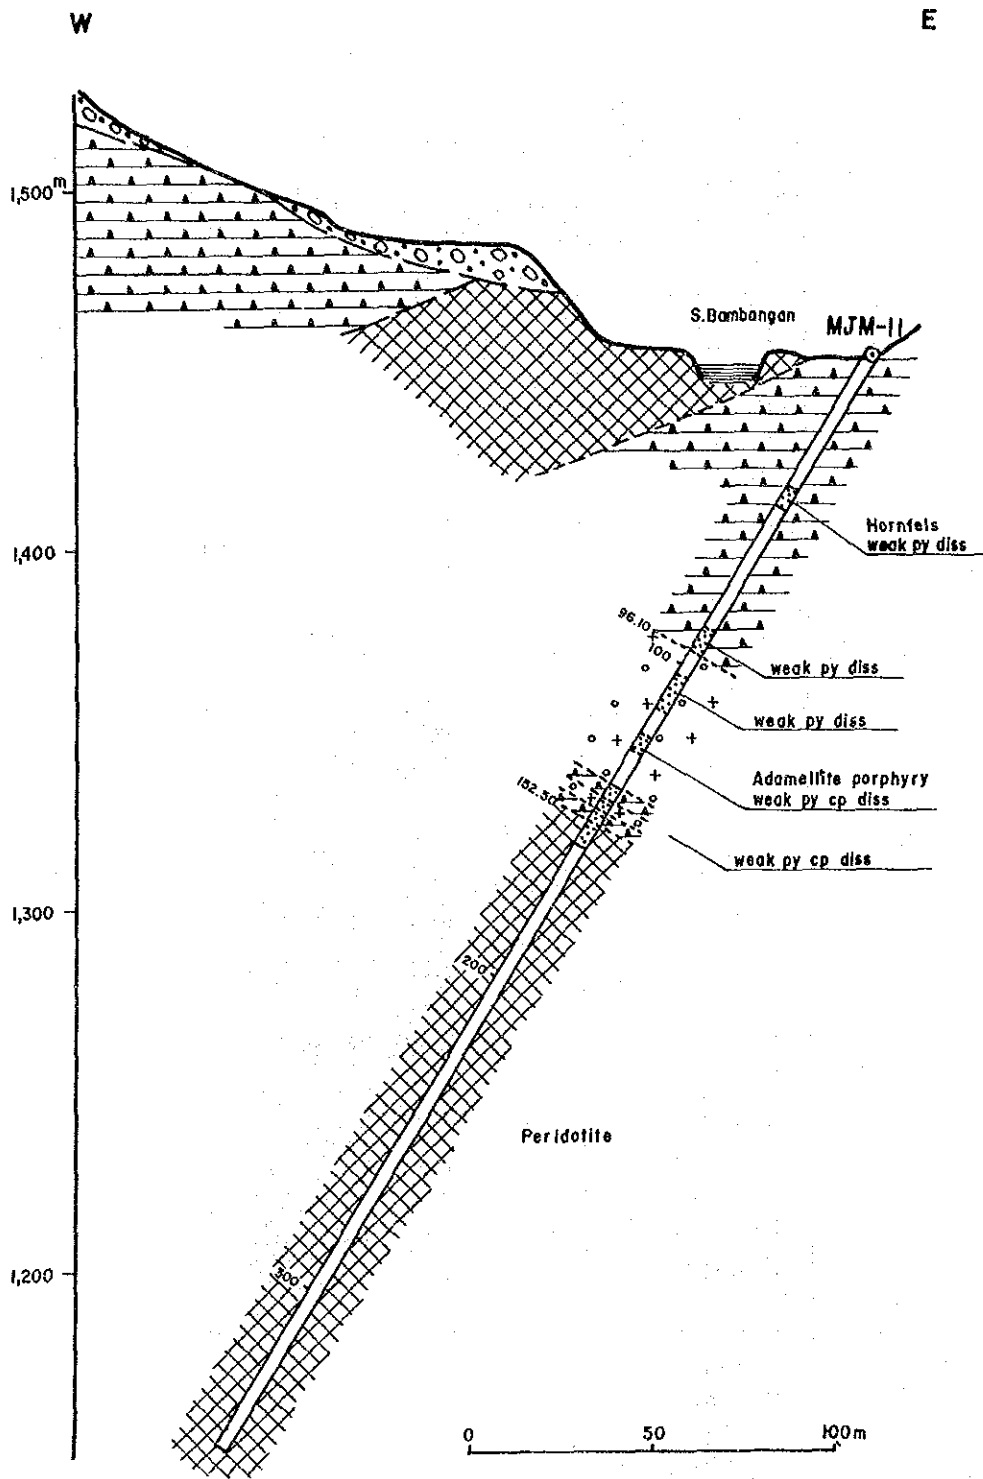 W
E
1,500m
S.Bambangan
MJM-11
Hornfels
weak py diss
1,400
96.10
100
weak py diss
weak py diss
Adamellite porphyry
weak py cp diss
152.50
weak py cp diss
1,300
200
Peridotite
1,200
300
0
50
100m